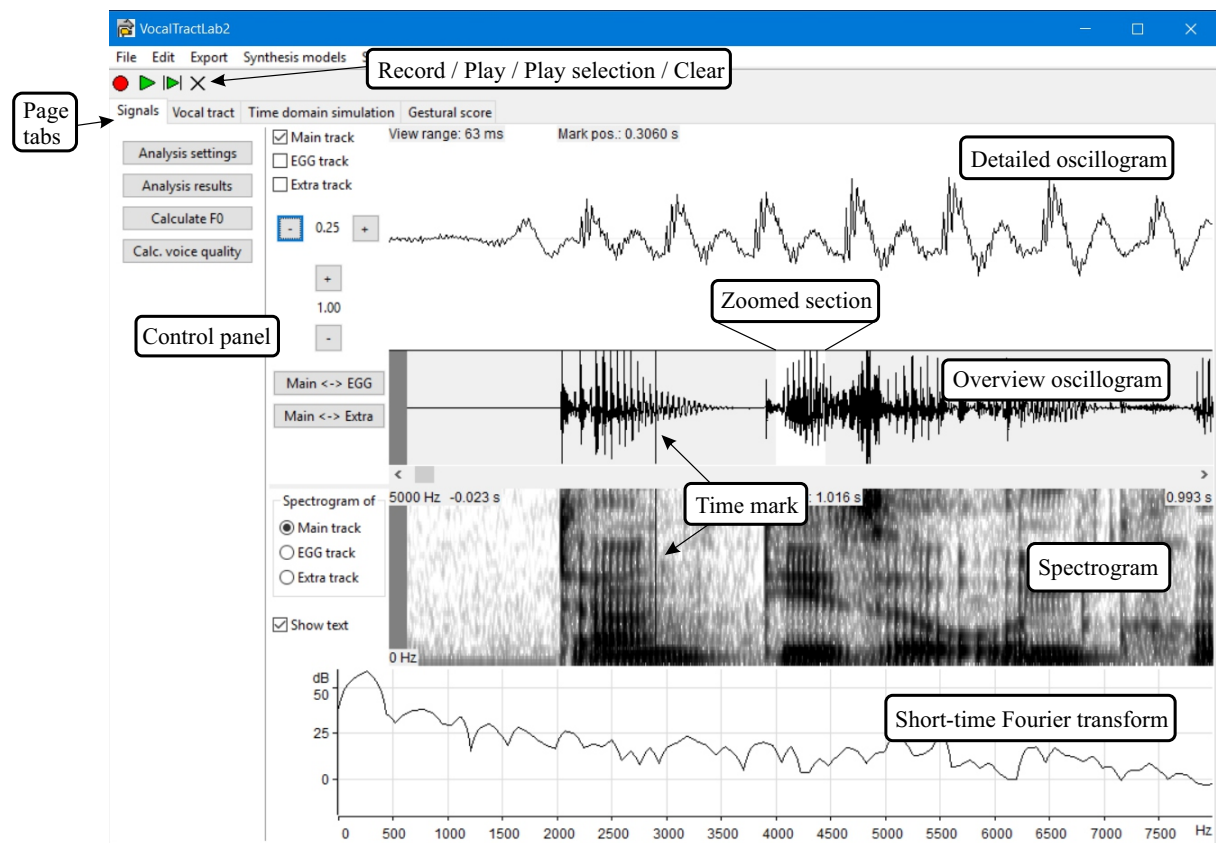 VocalTractLab2
File Edit Export Synthesis models
Record / Play / Play selection / Clear
Page
tabs
Signals Vocal tract Time domain simulation Gestural score
Analysis settings
Analysis results
Calculate F0
Calc. voice quality
Main track
EGG track
Extra track
- 0.25 +
+
1.00
-
Control panel
Main <-> EGG
Main <-> Extra
View range: 63 ms Mark pos.: 0.3060 s
Detailed oscillogram
Zoomed section
Overview oscillogram
Time mark
Spectrogram of
Main track
EGG track
Extra track
Show text
5000 Hz -0.023 s : 1.016 s 0.993 s
Spectrogram
0 Hz
dB
50
25
0
Short-time Fourier transform
0 500 1000 1500 2000 2500 3000 3500 4000 4500 5000 5500 6000 6500 7000 7500 Hz